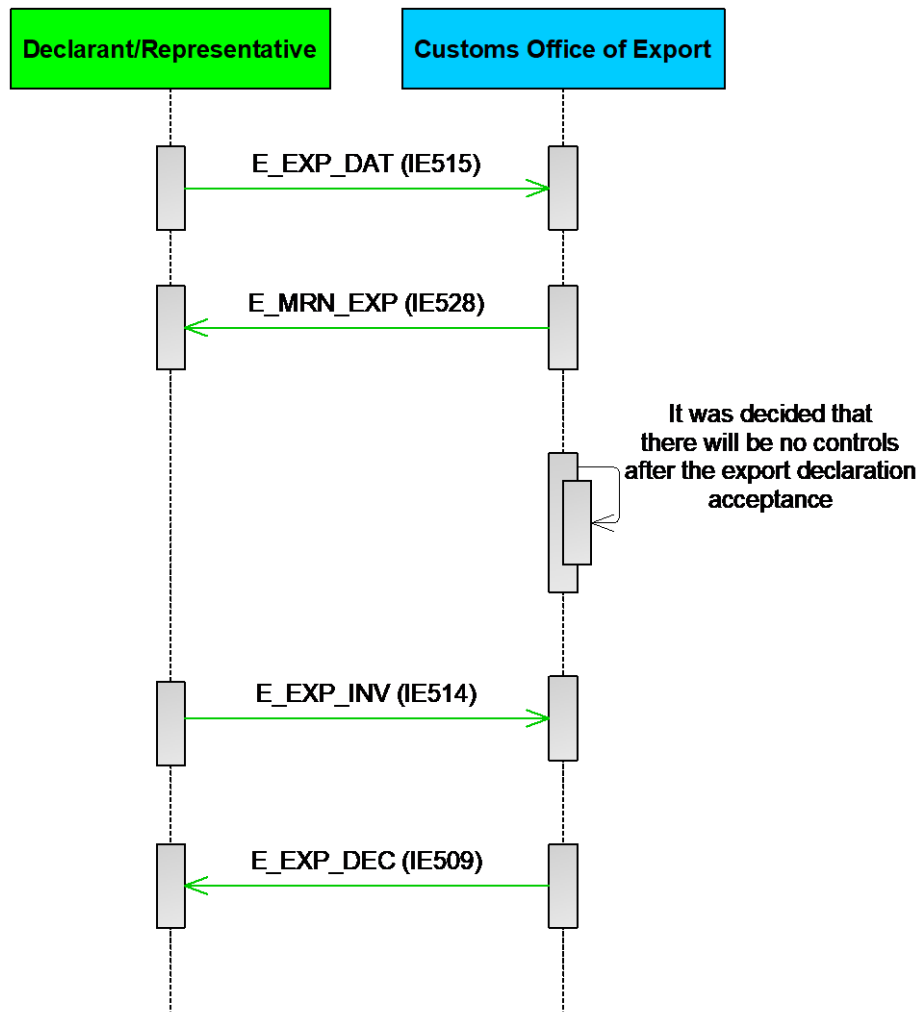 Declarant/Representative
Customs Office of Export
E_EXP_DAT (IE515)
E_MRN_EXP (IE528)
It was decided that
there will be no controls
after the export declaration
acceptance
E_EXP_INV (IE514)
E_EXP_DEC (IE509)